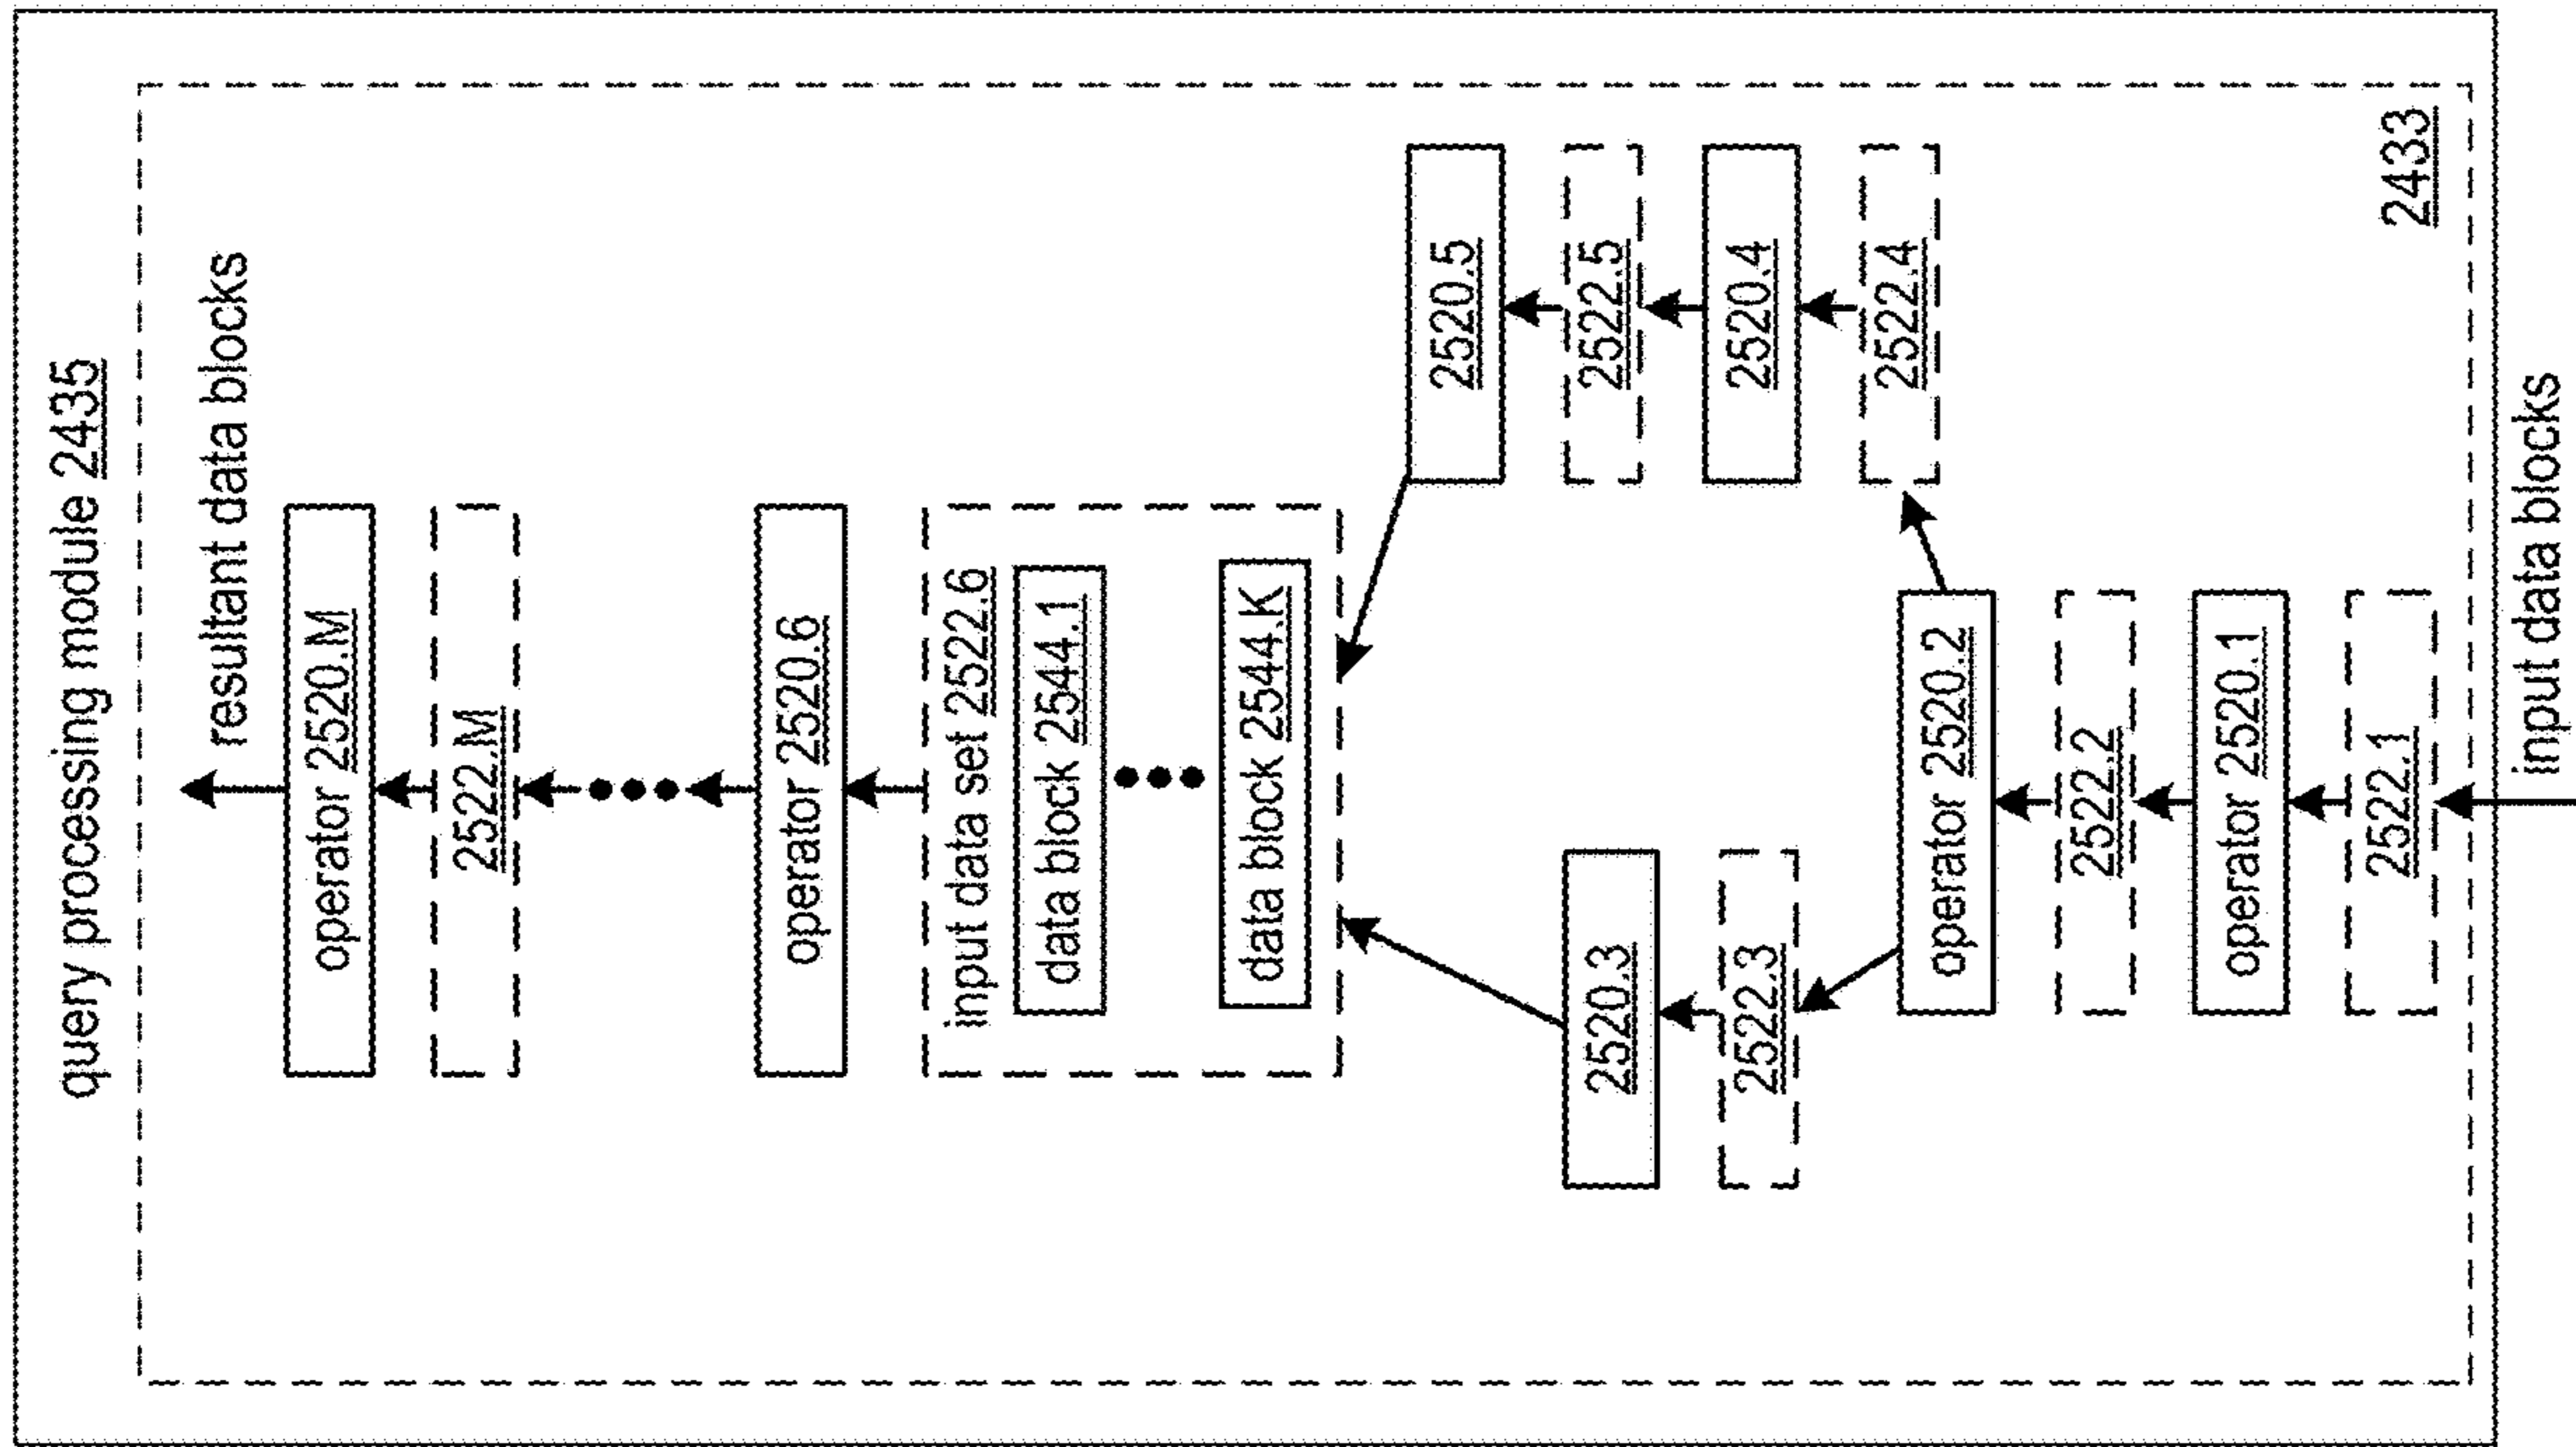 query processing module 2435
resultant data blocks
operator 2520.M
2522.M
operator 2520.6
input data set 2522.6
data block 2544.1
data block 2544.K
2520.5
2522.5
2520.3
2520.4
2522.3
2522.4
operator 2520.2
2522.2
operator 2520.1
2522.1
2433
input data blocks